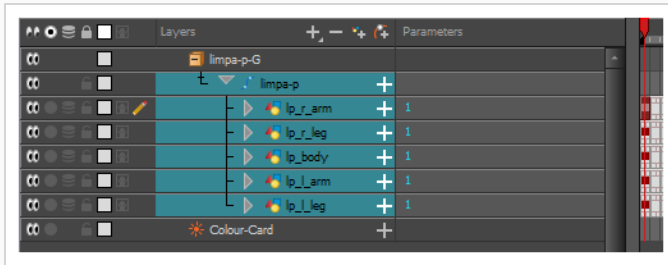 Layers Parameters
limpa-p-G
limpa-p
lp_r_arm 1
lp_r_leg 1
lp_body 1
lp_l_arm 1
lp_l_leg 1
Colour-Card